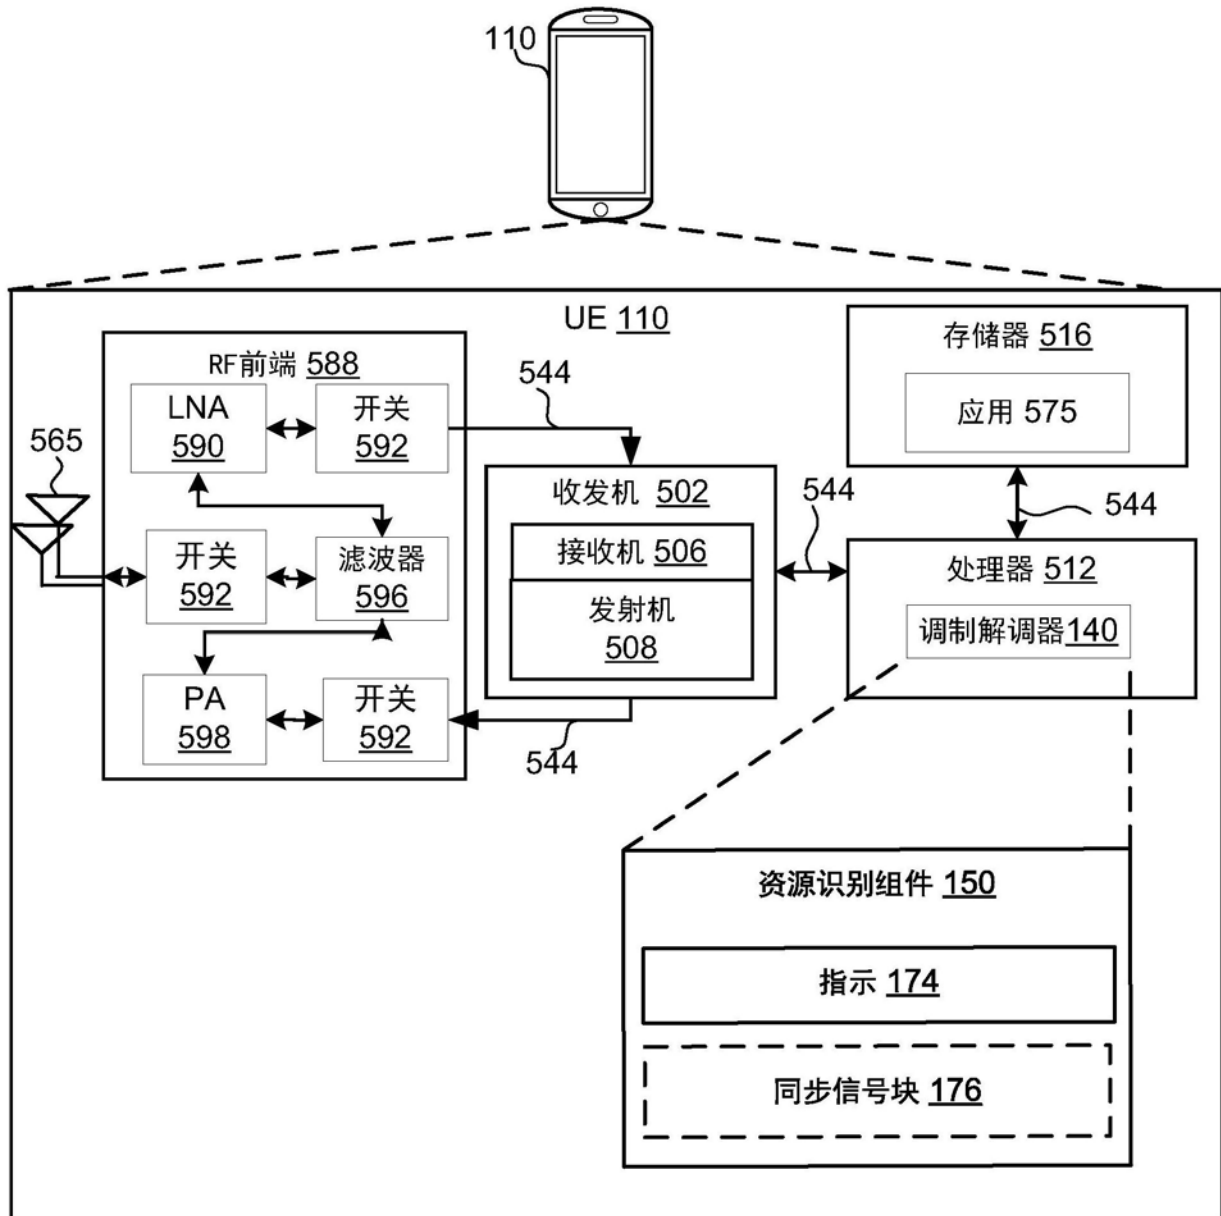 110
UE 110
RF前端 588
LNA
590
开关
592
544
565
开关
592
滤波器
596
PA
598
开关
592
544
收发机 502
接收机 506
发射机
508
544
存储器 516
应用 575
544
处理器 512
调制解调器140
资源识别组件 150
指示 174
同步信号块 176